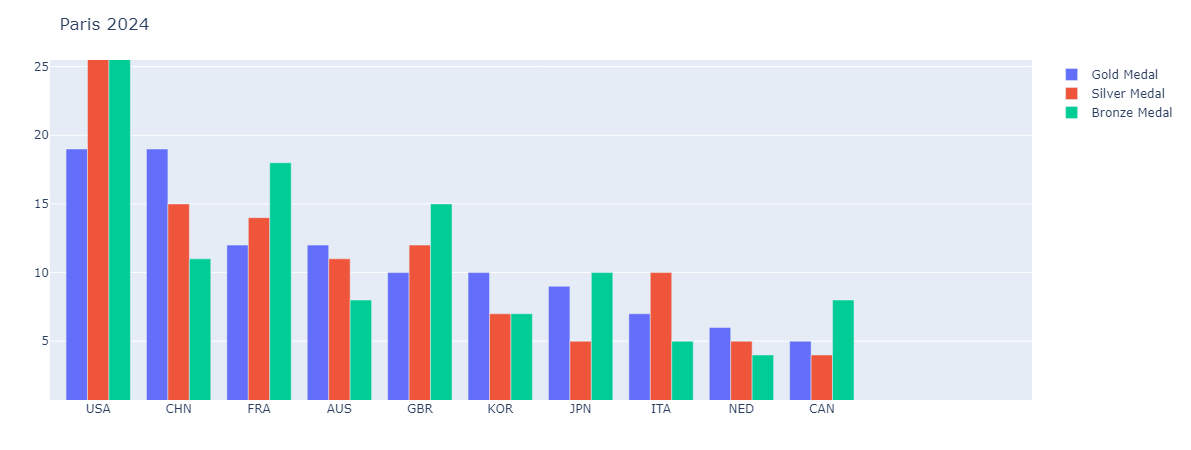 Paris 2024
25
20
15
10
5
USA CHN FRA AUS GBR KOR JPN ITA NED CAN
Gold Medal
Silver Medal
Bronze Medal